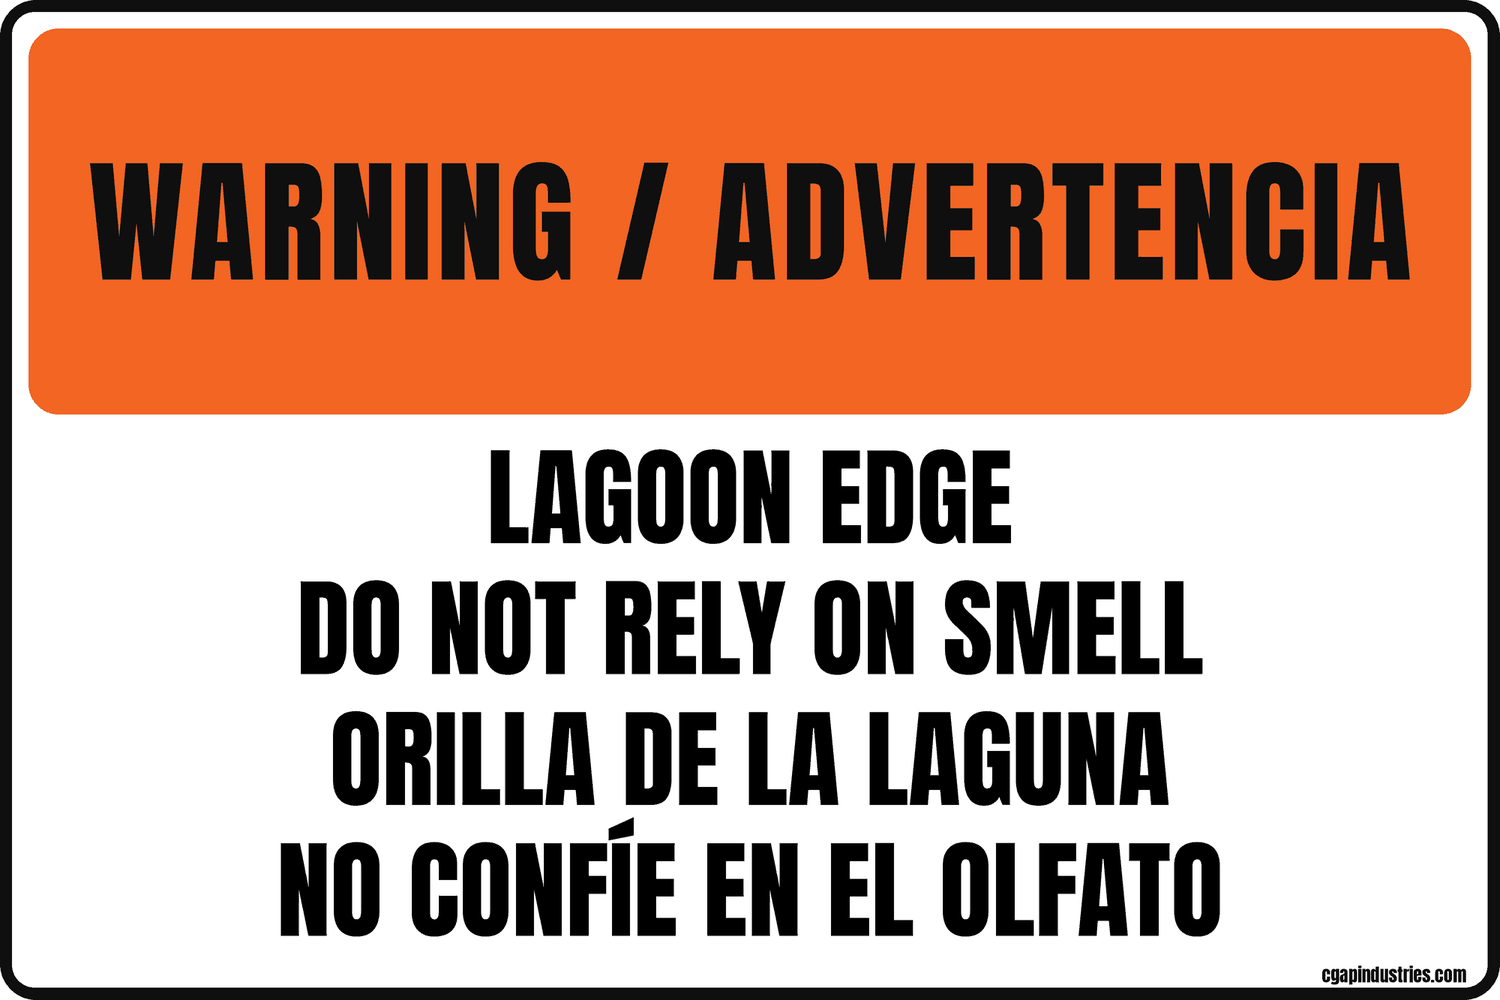 WARNING / ADVERTENCIA
LAGOON EDGE
DO NOT RELY ON SMELL
ORILLA DE LA LAGUNA
NO CONFÍE EN EL OLFATO
cgapindustries.com